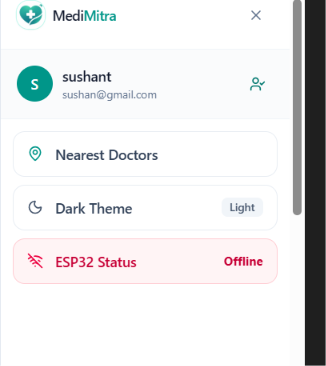 MediMitra
S
sushant
sushan@gmail.com
Nearest Doctors
Dark Theme
Light
ESP32 Status
Offline